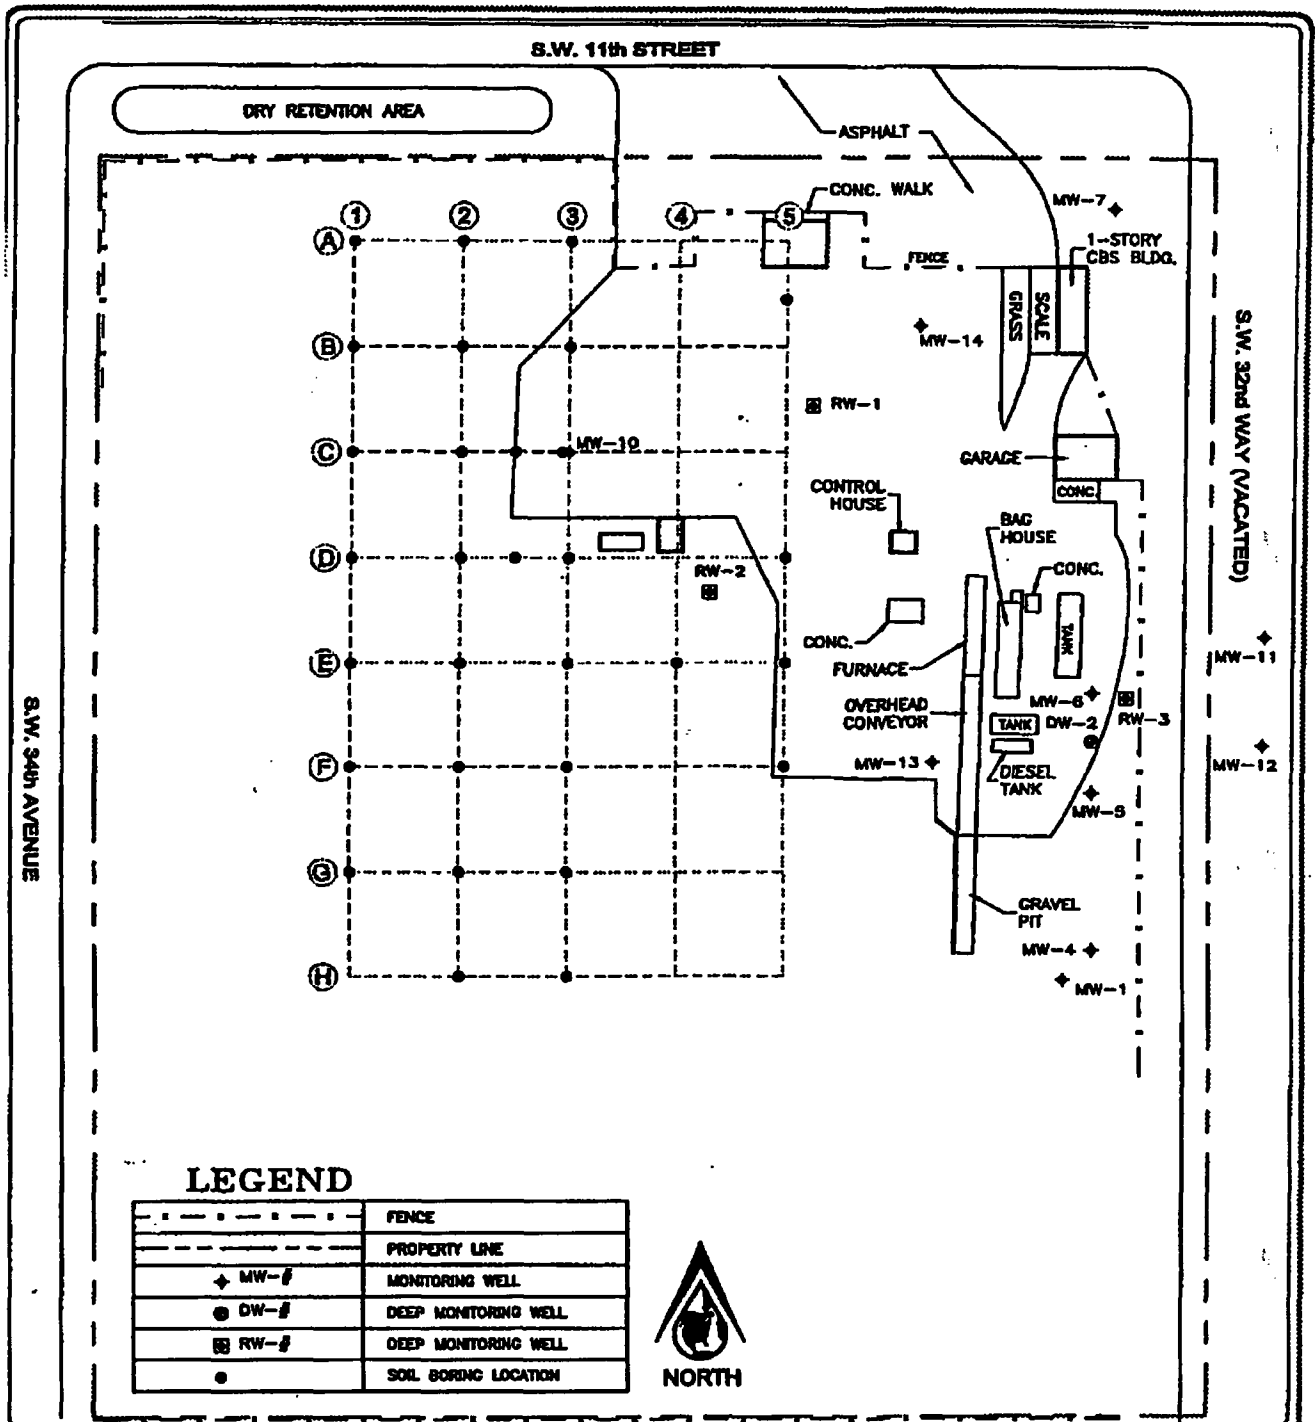 S.W. 11th STREET
DRY RETENTION AREA
ASPHALT
CONC. WALK
MW-7
1 2 3 4 5
A
1-STORY
CBS BLDG.
FENCE
GRASS
SCALE
S.W. 32nd WAY (VACATED)
MW-14
B
RW-1
C
MW-10
GARAGE
CONTROL
HOUSE
CONC.
BAG
HOUSE
D
RW-2
CONC.
CONC.
TANK
E
FURNACE
MW-11
MW-6
OVERHEAD
CONVEYOR
TANK
DW-2
RW-3
S.W. 34th AVENUE
F
MW-13
DIESEL
TANK
MW-12
MW-5
G
GRAVEL
PIT
MW-4
H
MW-1
LEGEND
FENCE
PROPERTY LINE
MW-# MONITORING WELL
DW-# DEEP MONITORING WELL
RW-# DEEP MONITORING WELL
SOIL BORING LOCATION
NORTH